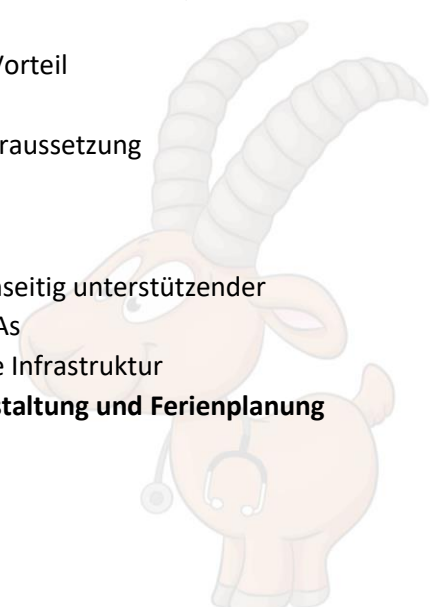 Vorteil
raussetzung
seitig unterstützender
As
e Infrastruktur
staltung und Ferienplanung